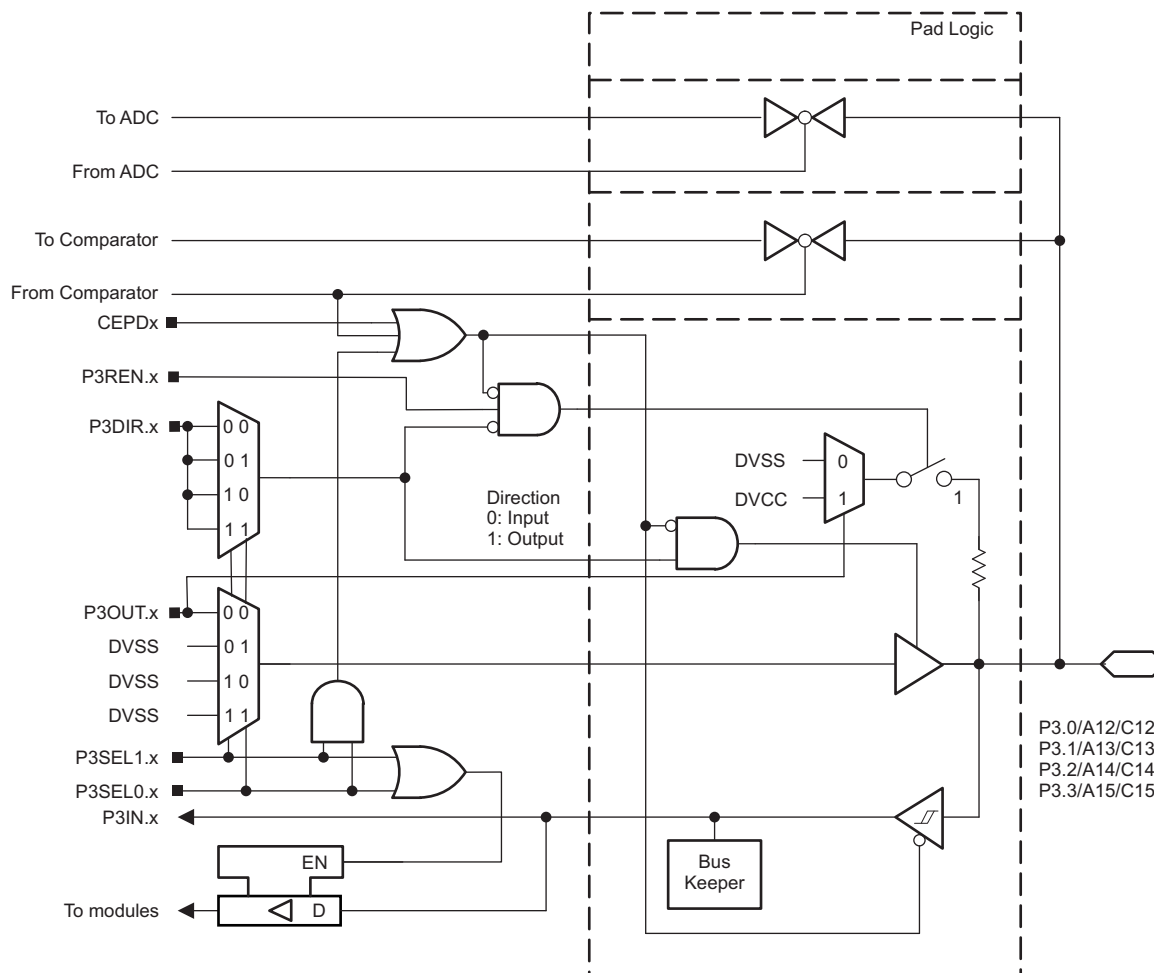 Pad Logic
To ADC
From ADC
To Comparator
From Comparator
CEPDx
P3REN.x
P3DIR.x
0 0
0 1
1 0
1 1
Direction
0: Input
1: Output
DVSS
0
DVCC
1
1
P3OUT.x
0 0
DVSS
0 1
DVSS
1 0
DVSS
1 1
P3SEL1.x
P3SEL0.x
P3IN.x
P3.0/A12/C12
P3.1/A13/C13
P3.2/A14/C14
P3.3/A15/C15
Bus
Keeper
EN
To modules
D